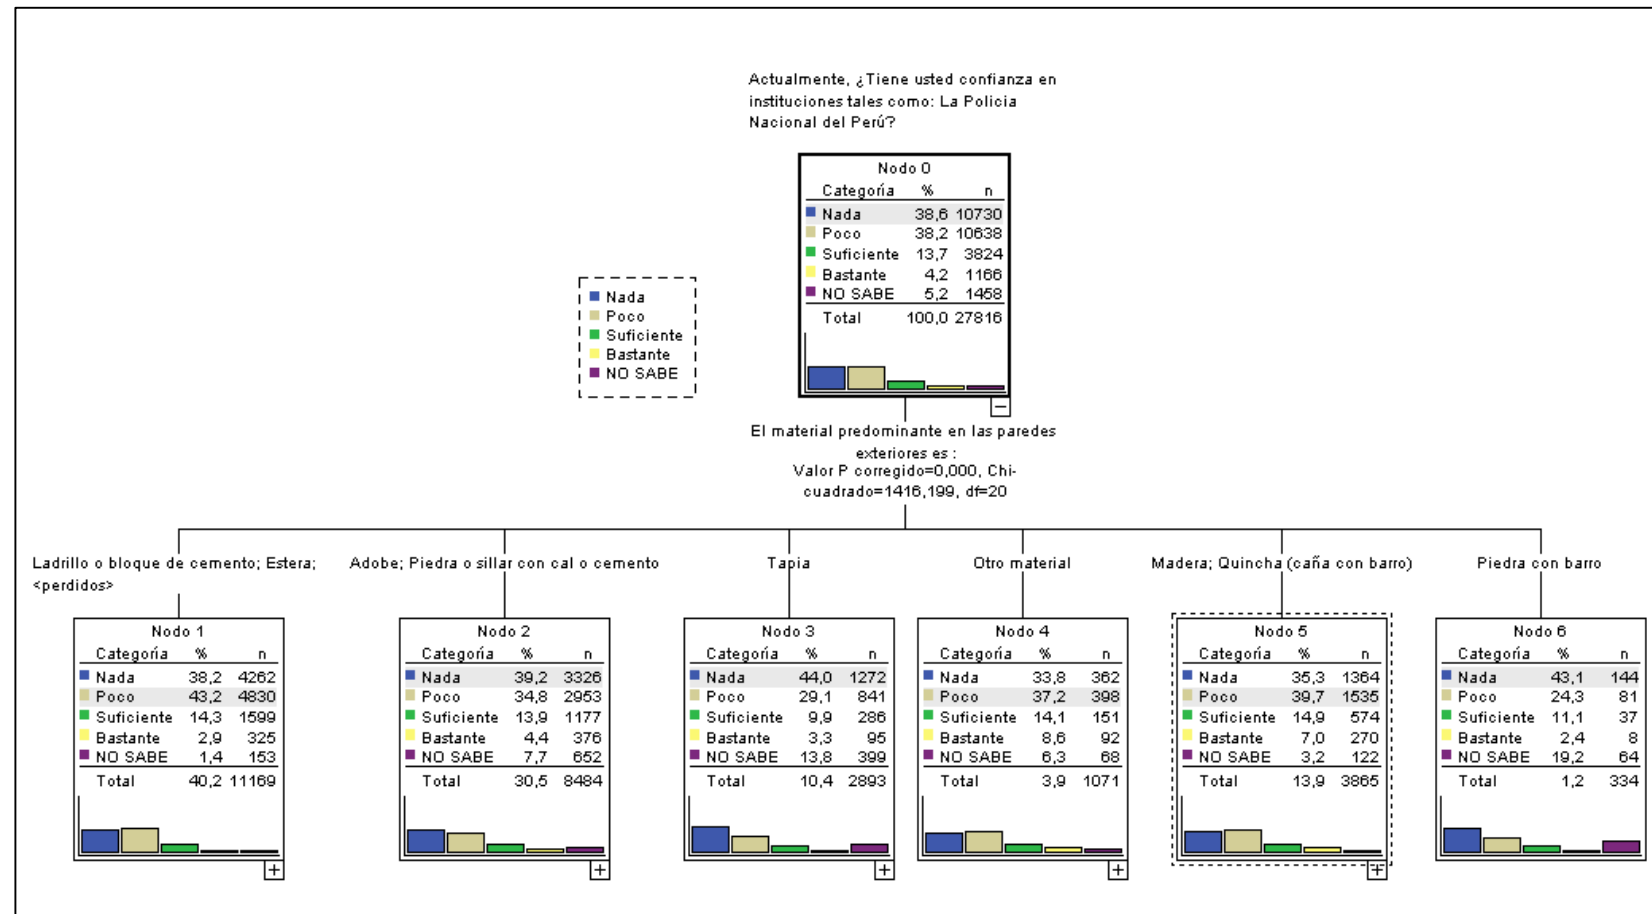 Actualmente, ¿Tiene usted confianza en
instituciones tales como: La Policia
Nacional del Perú?
Nodo 0
Categoría % n
Nada 38,6 10730
Poco 38,2 10638
Suficiente 13,7 3824
Bastante 4,2 1166
NO SABE 5,2 1458
Total 100,0 27816
Nada
Poco
Suficiente
Bastante
NO SABE
El material predominante en las paredes
exteriores es :
Valor P corregido=0,000, Chi-
cuadrado=1416,199, df=20
Ladrillo o bloque de cemento; Estera;
<perdidos>
Adobe; Piedra o sillar con cal o cemento
Tapia
Otro material
Madera; Quincha (caña con barro)
Piedra con barro
Nodo 1
Categoría % n
Nada 38,2 4262
Poco 43,2 4830
Suficiente 14,3 1599
Bastante 2,9 325
NO SABE 1,4 153
Total 40,2 11169
Nodo 2
Categoría % n
Nada 39,2 3326
Poco 34,8 2953
Suficiente 13,9 1177
Bastante 4,4 376
NO SABE 7,7 652
Total 30,5 8484
Nodo 3
Categoría % n
Nada 44,0 1272
Poco 29,1 841
Suficiente 9,9 286
Bastante 3,3 95
NO SABE 13,8 399
Total 10,4 2893
Nodo 4
Categoría % n
Nada 33,8 362
Poco 37,2 398
Suficiente 14,1 151
Bastante 8,6 92
NO SABE 6,3 68
Total 3,9 1071
Nodo 5
Categoría % n
Nada 35,3 1364
Poco 39,7 1535
Suficiente 14,9 574
Bastante 7,0 270
NO SABE 3,2 122
Total 13,9 3865
Nodo 6
Categoría % n
Nada 43,1 144
Poco 24,3 81
Suficiente 11,1 37
Bastante 2,4 8
NO SABE 19,2 64
Total 1,2 334